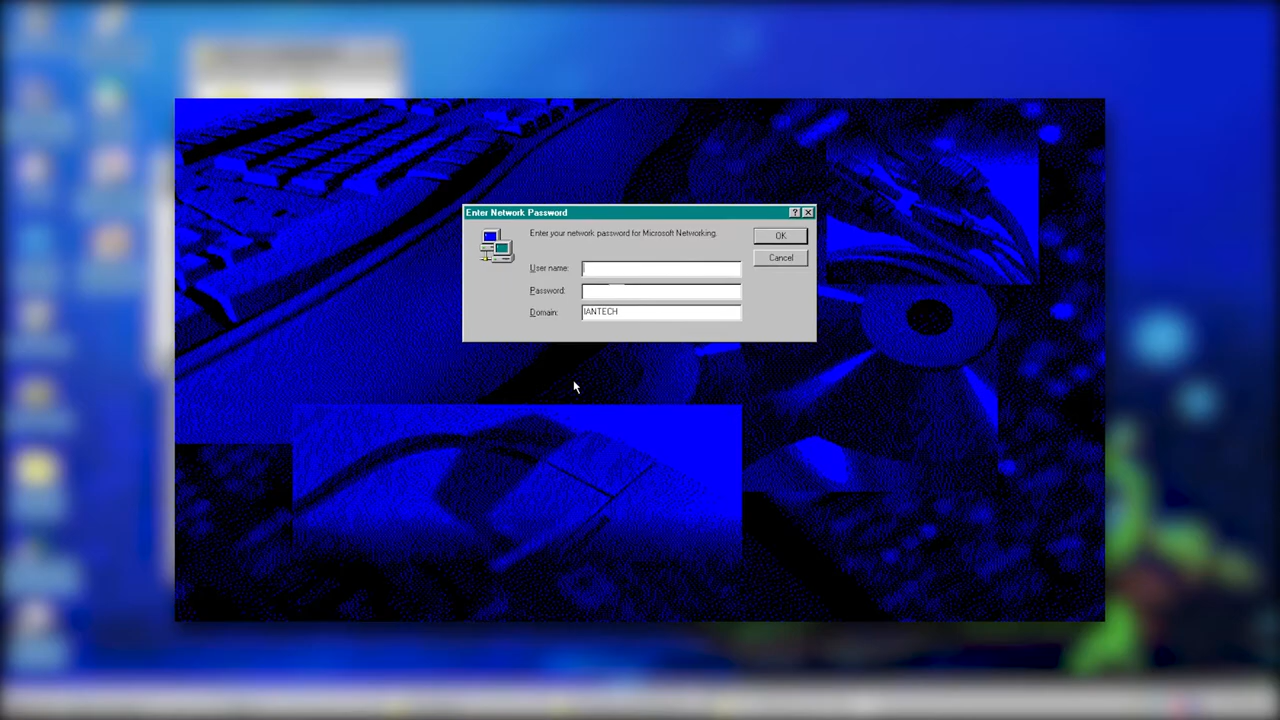 Enter Network Password
Enter your network password for Microsoft Networking.
OK
Cancel
User name:
Password:
Domain: IANTECH